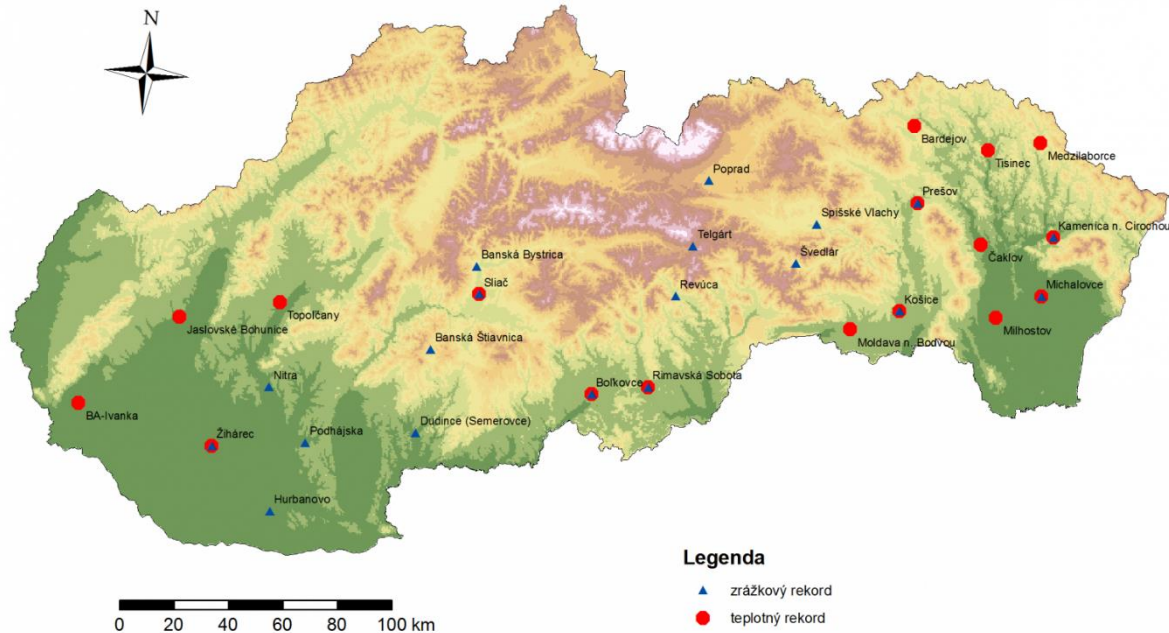 N
Bardejov
Tisinec
Medzilaborce
Poprad
Prešov
Spišské Vlachy
Kamenica n. Cirochou
Telgárt
Čaklov
Švedlár
Banská Bystrica
Sliač
Revúca
Michalovce
Košice
Topoľčany
Milhostov
Jaslovské Bohunice
Moldava n. Bodvou
Banská Štiavnica
Nitra
Boľkovce
Rimavská Sobota
BA-Ivanka
Dudince (Semerovce)
Žihárec
Podhájska
Hurbanovo
Legenda
zrážkový rekord
teplotný rekord
0 20 40 60 80 100 km